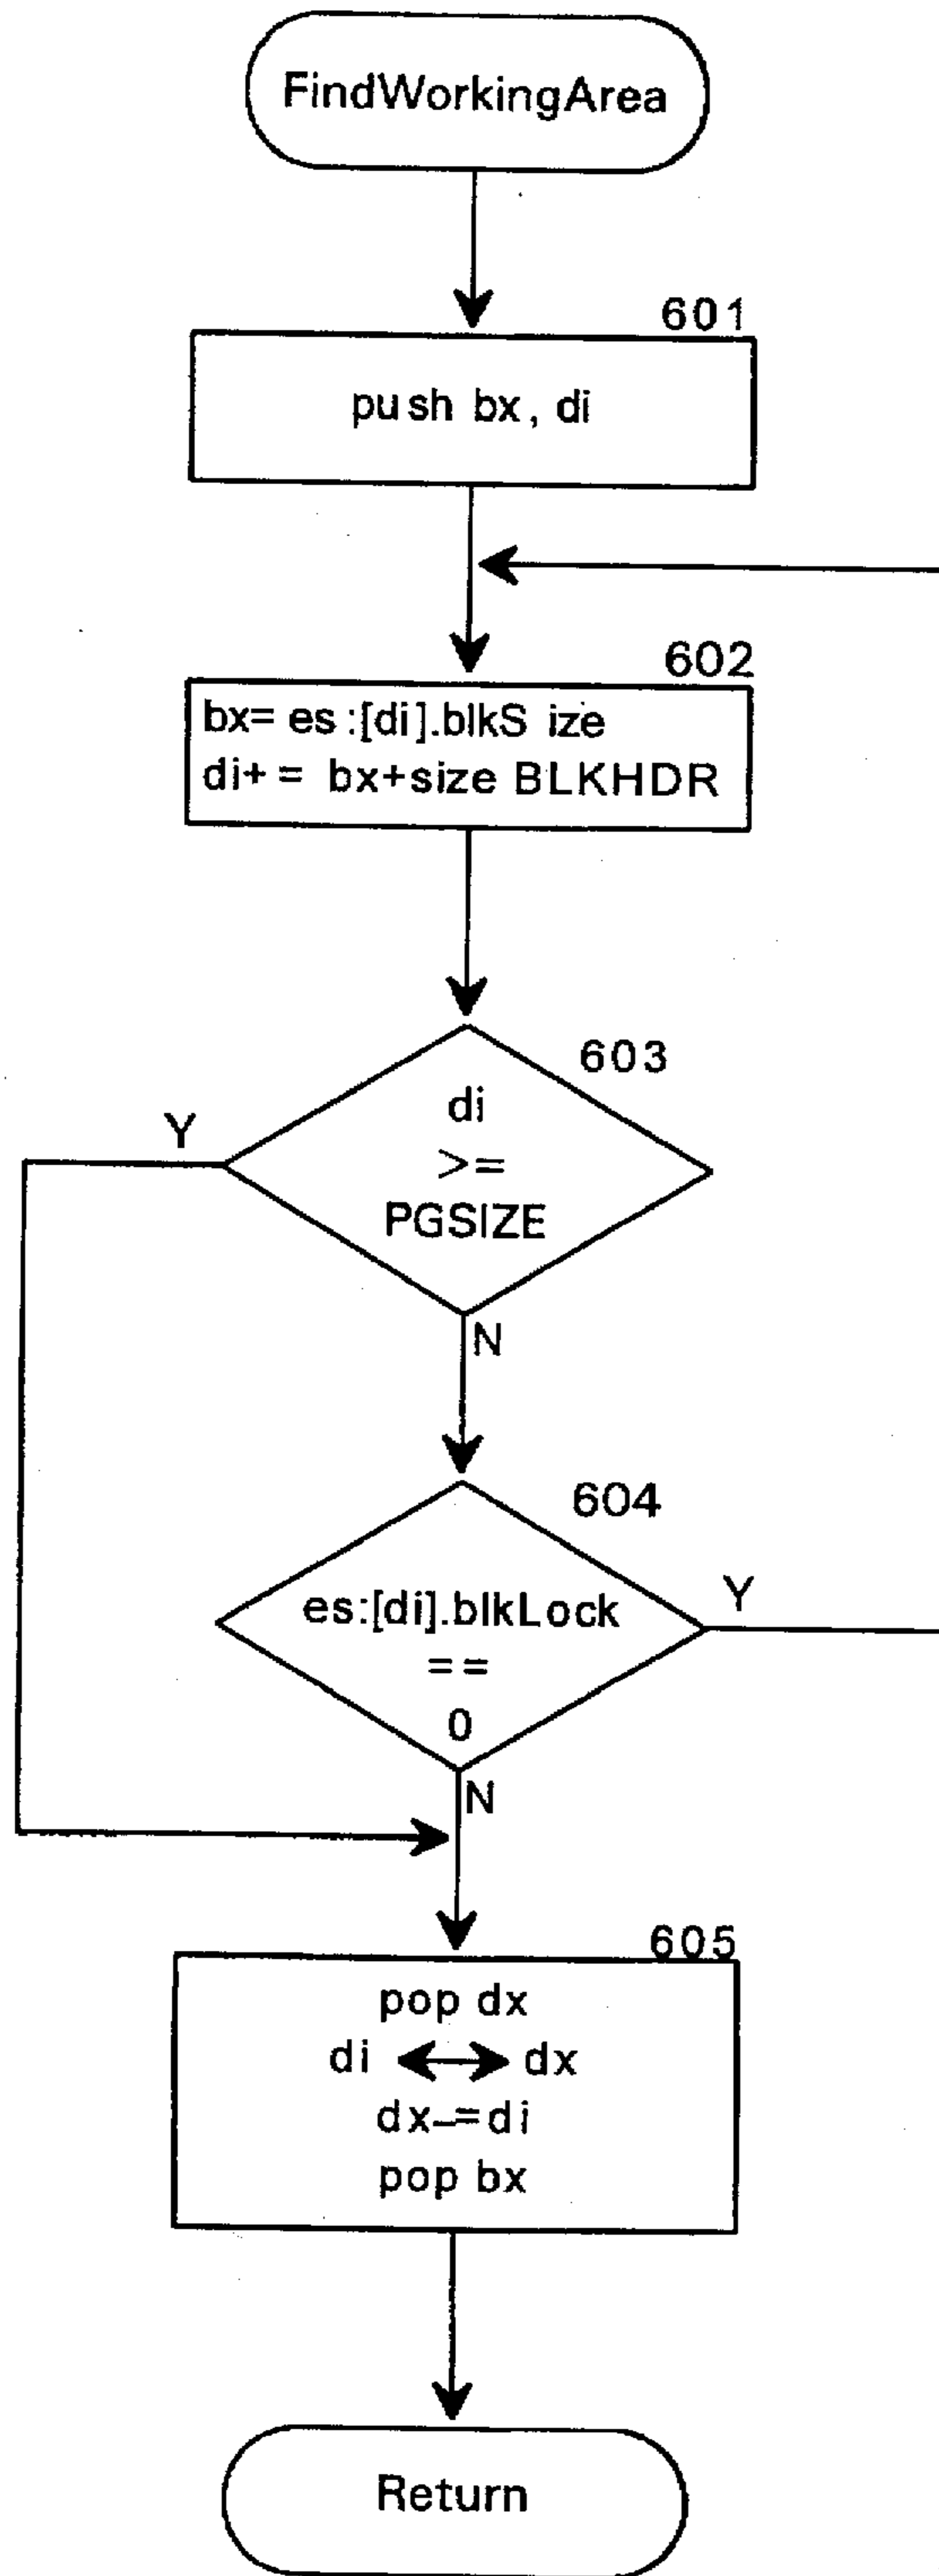 FindWorkingArea
601
push bx, di
602
bx= es:[di].blkSize
di+= bx+size BLKHDR
603
di
>=
PGSIZE
Y
N
604
es:[di].blkLock
==
0
Y
N
605
pop dx
di ↔ dx
dx-=di
pop bx
Return